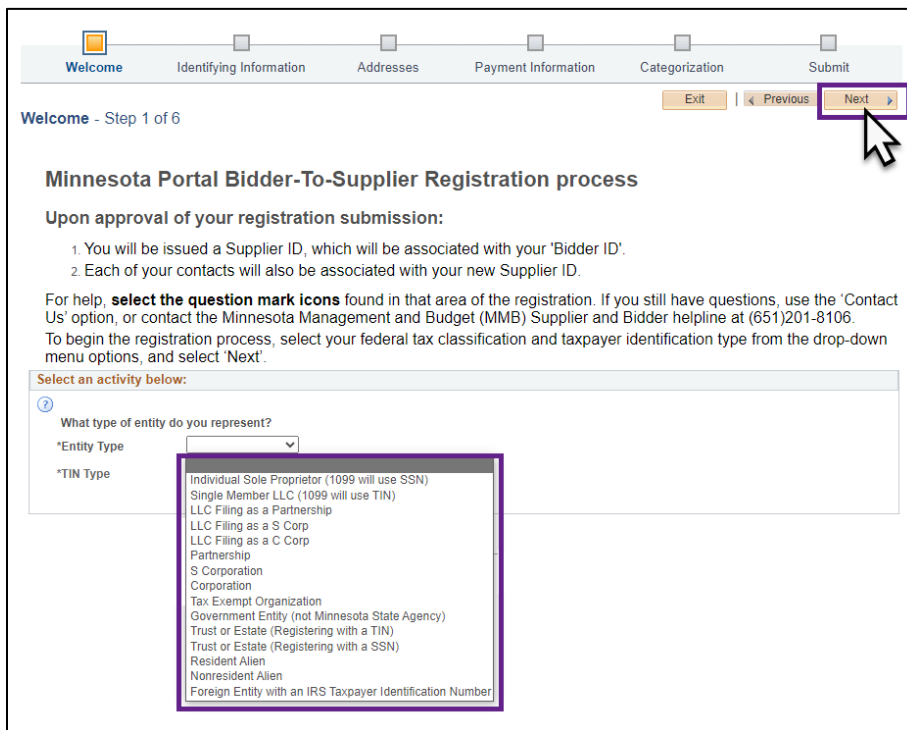 Welcome Identifying Information Addresses Payment Information Categorization Submit
Exit | Previous Next
Welcome - Step 1 of 6
Minnesota Portal Bidder-To-Supplier Registration process
Upon approval of your registration submission:
1. You will be issued a Supplier ID, which will be associated with your 'Bidder ID'.
2. Each of your contacts will also be associated with your new Supplier ID.
For help, select the question mark icons found in that area of the registration. If you still have questions, use the ‘Contact
Us’ option, or contact the Minnesota Management and Budget (MMB) Supplier and Bidder helpline at (651)201-8106.
To begin the registration process, select your federal tax classification and taxpayer identification type from the drop-down
menu options, and select ‘Next’.
Select an activity below:
?
What type of entity do you represent?
*Entity Type
*TIN Type
Individual Sole Proprietor (1099 will use SSN)
Single Member LLC (1099 will use TIN)
LLC Filing as a Partnership
LLC Filing as a S Corp
LLC Filing as a C Corp
Partnership
S Corporation
Corporation
Tax Exempt Organization
Government Entity (not Minnesota State Agency)
Trust or Estate (Registering with a TIN)
Trust or Estate (Registering with a SSN)
Resident Alien
Nonresident Alien
Foreign Entity with an IRS Taxpayer Identification Number